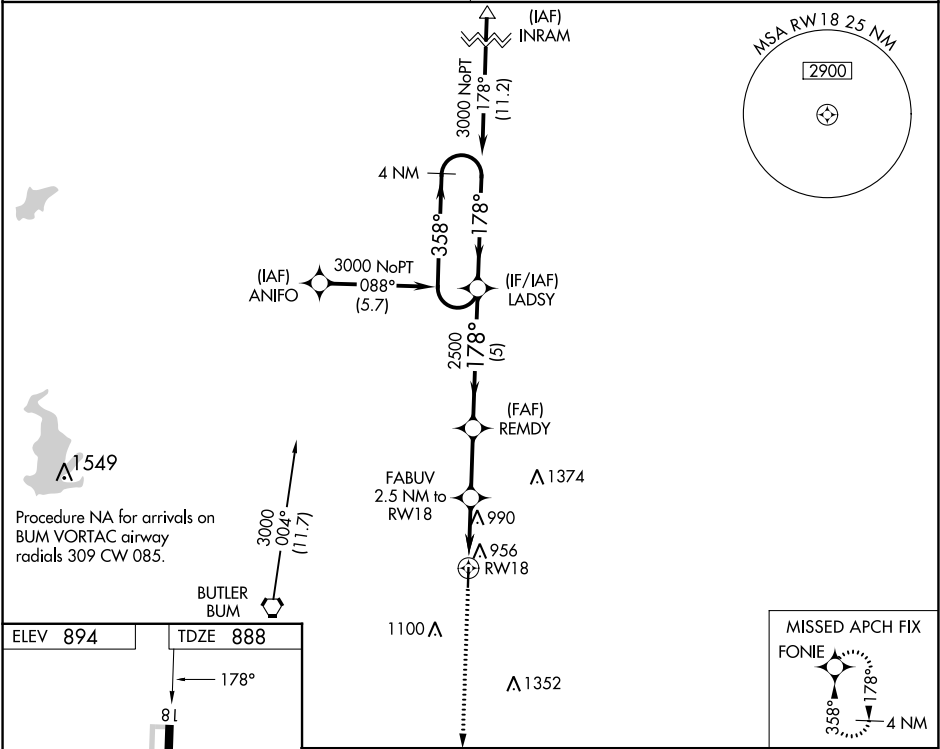 (IAF)
INRAM
MSA RW18 25 NM
2900
3000 NoPT
178°
(11.2)
4 NM
358°
178°
(IAF)
ANIFO
3000 NoPT
088°
(5.7)
(IF/IAF)
LADSY
2500
178°
(5)
(FAF)
REMDY
1549
1374
FABUV
2.5 NM to
RW18
990
Procedure NA for arrivals on
BUM VORTAC airway
radials 309 CW 085.
3000
004°
(11.7)
956
RW18
BUTLER
BUM
1100
1352
ELEV 894
TDZE 888
178°
18
MISSED APCH FIX
FONIE
358°
178°
4 NM